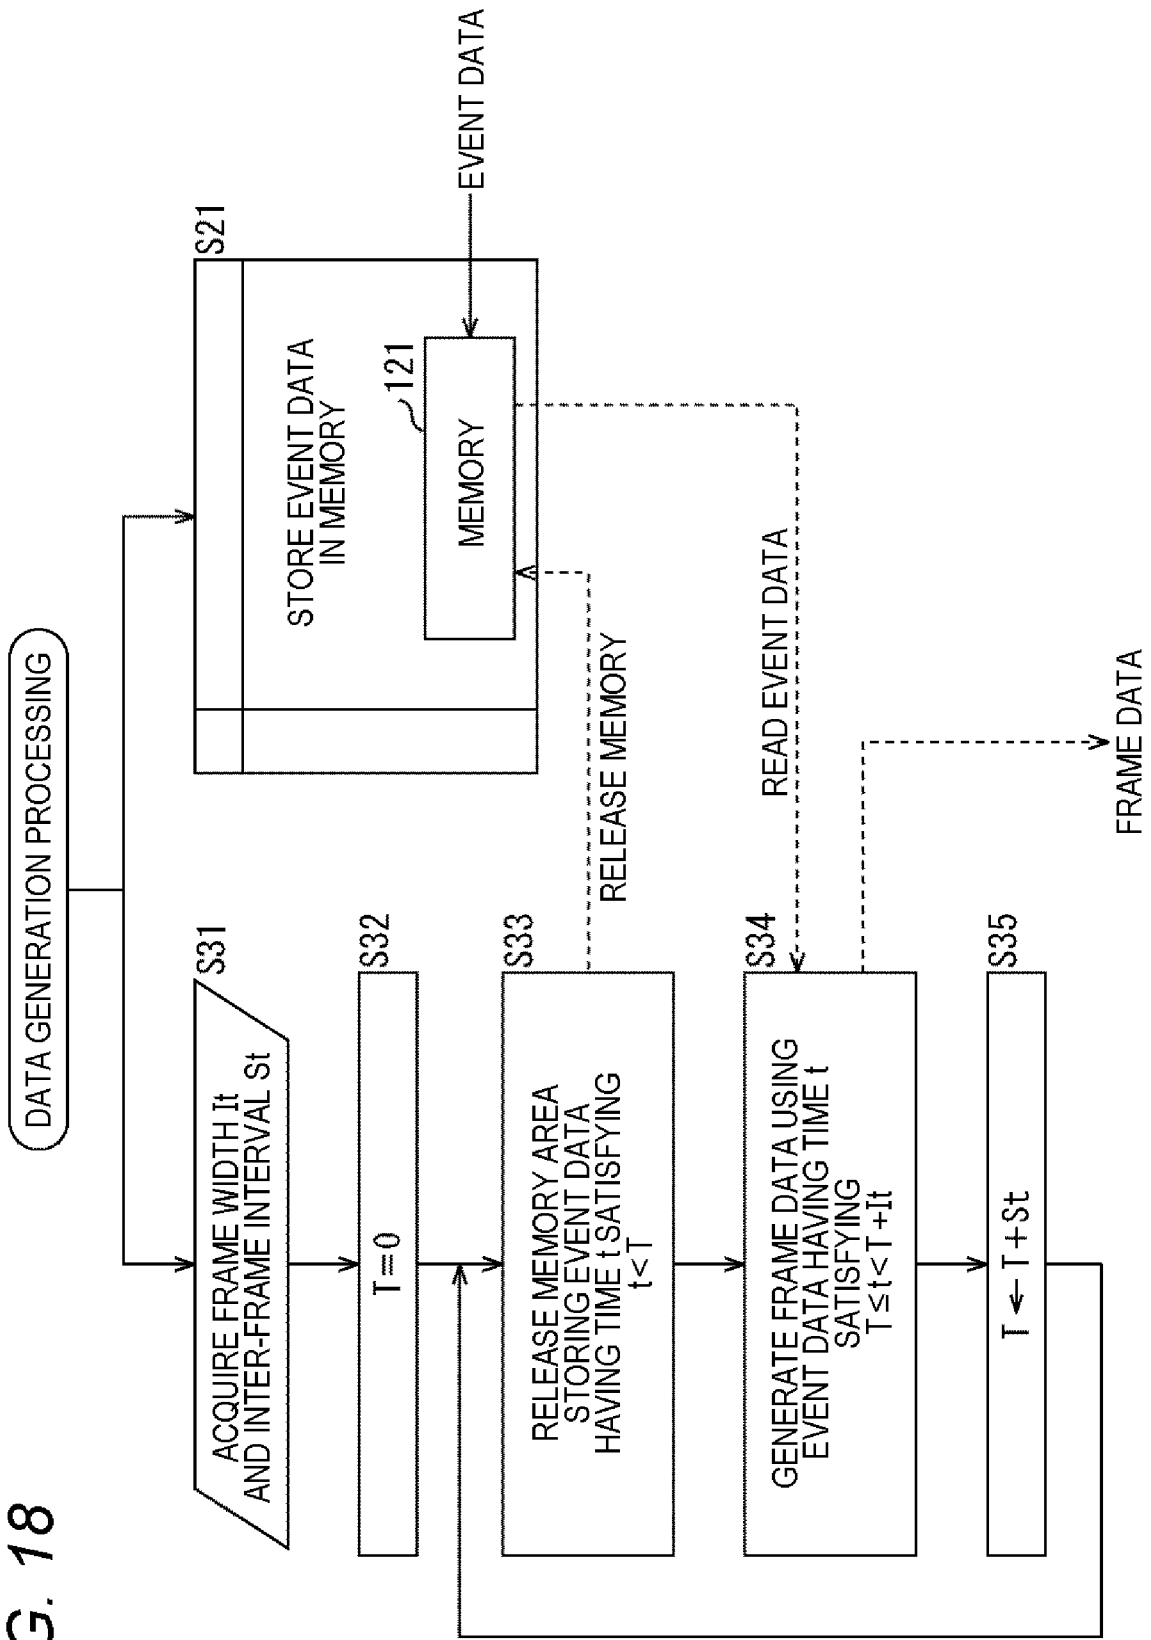 G. 18
DATA GENERATION PROCESSING
S31
ACQUIRE FRAME WIDTH It
AND INTER-FRAME INTERVAL St
S32
T=0
S33
RELEASE MEMORY AREA
STORING EVENT DATA
HAVING TIME t SATISFYING
t<T
S34
GENERATE FRAME DATA USING
EVENT DATA HAVING TIME t
SATISFYING
T≤t<T+It
S35
T←T+St
S21
STORE EVENT DATA
IN MEMORY
121
MEMORY
EVENT DATA
RELEASE MEMORY
READ EVENT DATA
FRAME DATA